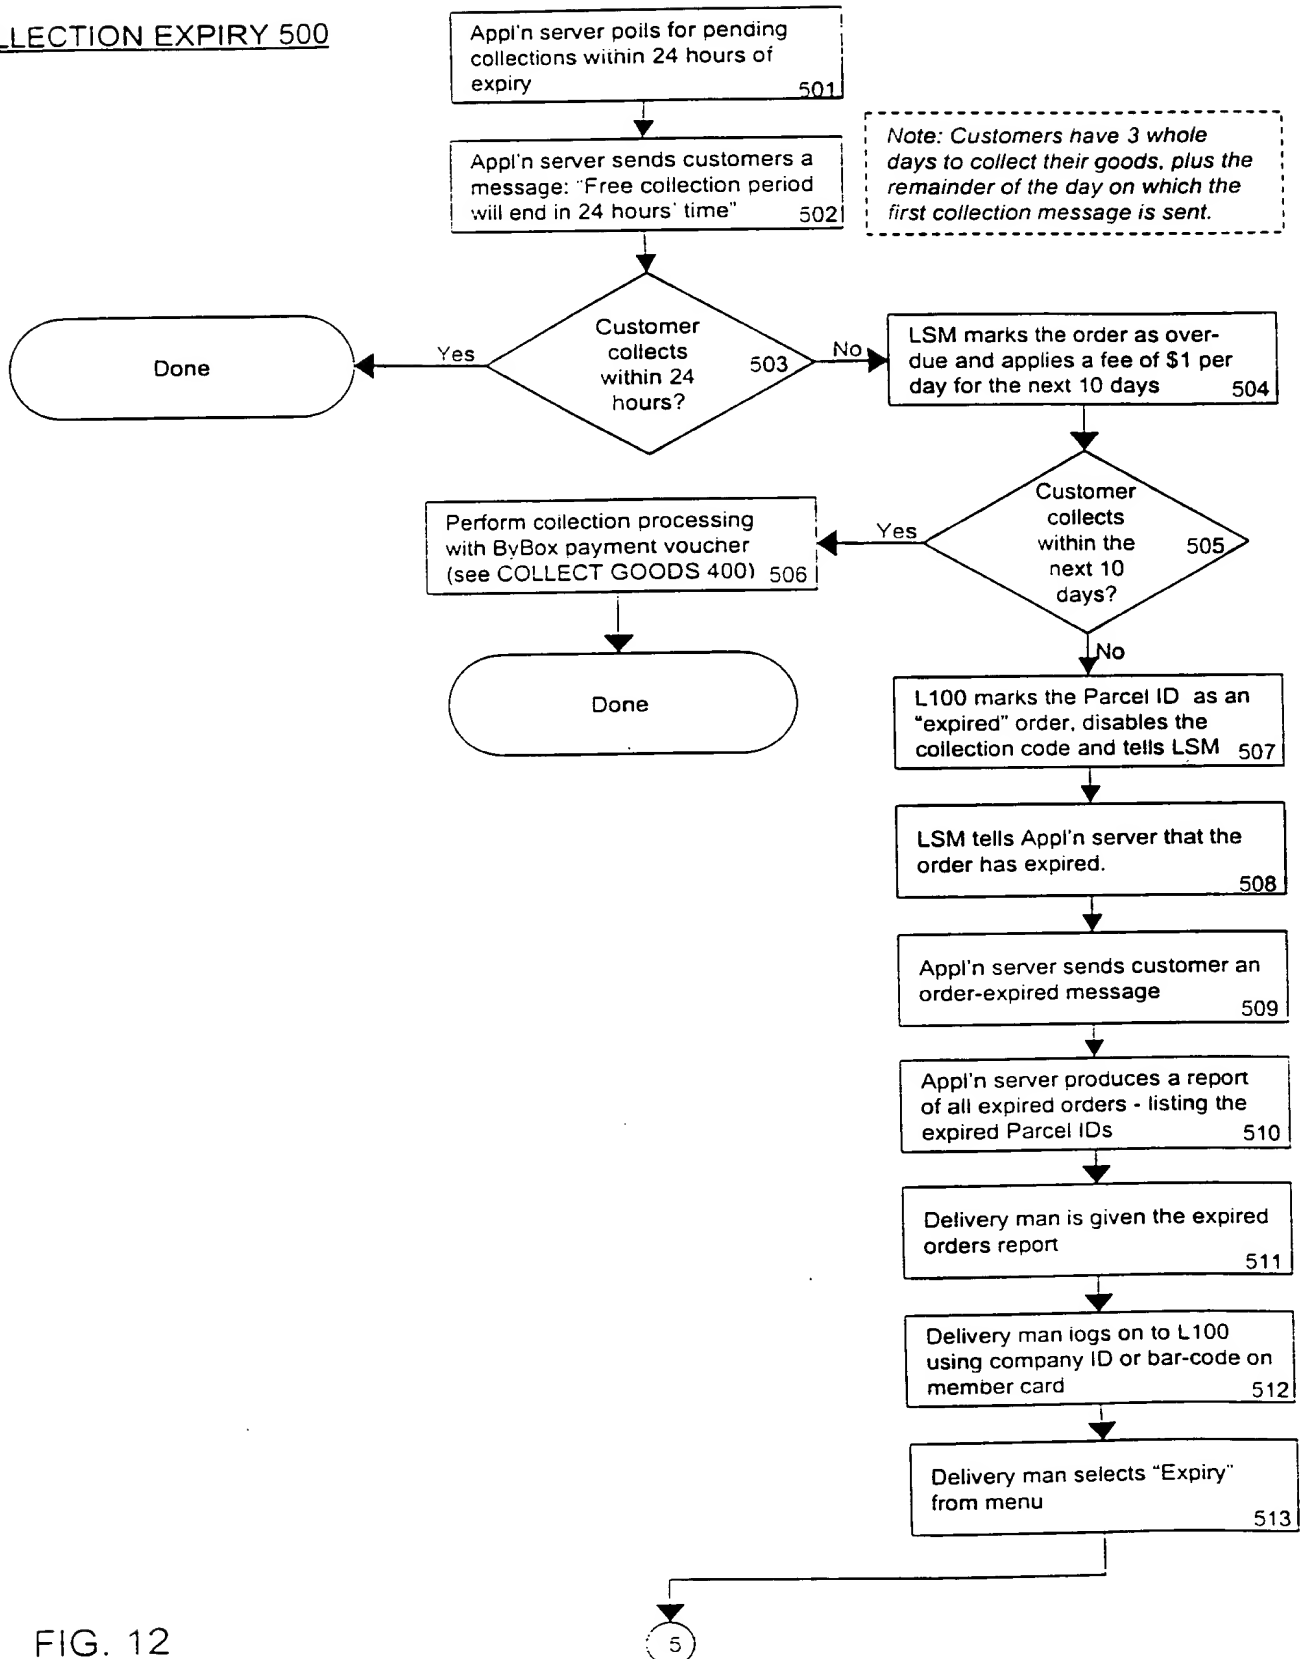 LLECTION EXPIRY 500
Appl'n server polls for pending
collections within 24 hours of
expiry
501
Appl'n server sends customers a
message: "Free collection period
will end in 24 hours' time"
502
Note: Customers have 3 whole
days to collect their goods, plus the
remainder of the day on which the
first collection message is sent.
Customer
collects
within 24
hours?
503
Yes
No
Done
LSM marks the order as over-
due and applies a fee of $1 per
day for the next 10 days
504
Customer
collects
within the
next 10
days?
505
Yes
No
Perform collection processing
with ByBox payment voucher
(see COLLECT GOODS 400) 506
Done
L100 marks the Parcel ID as an
"expired" order, disables the
collection code and tells LSM 507
LSM tells Appl'n server that the
order has expired.
508
Appl'n server sends customer an
order-expired message
509
Appl'n server produces a report
of all expired orders - listing the
expired Parcel IDs
510
Delivery man is given the expired
orders report
511
Delivery man logs on to L100
using company ID or bar-code on
member card
512
Delivery man selects "Expiry"
from menu
513
5
FIG. 12